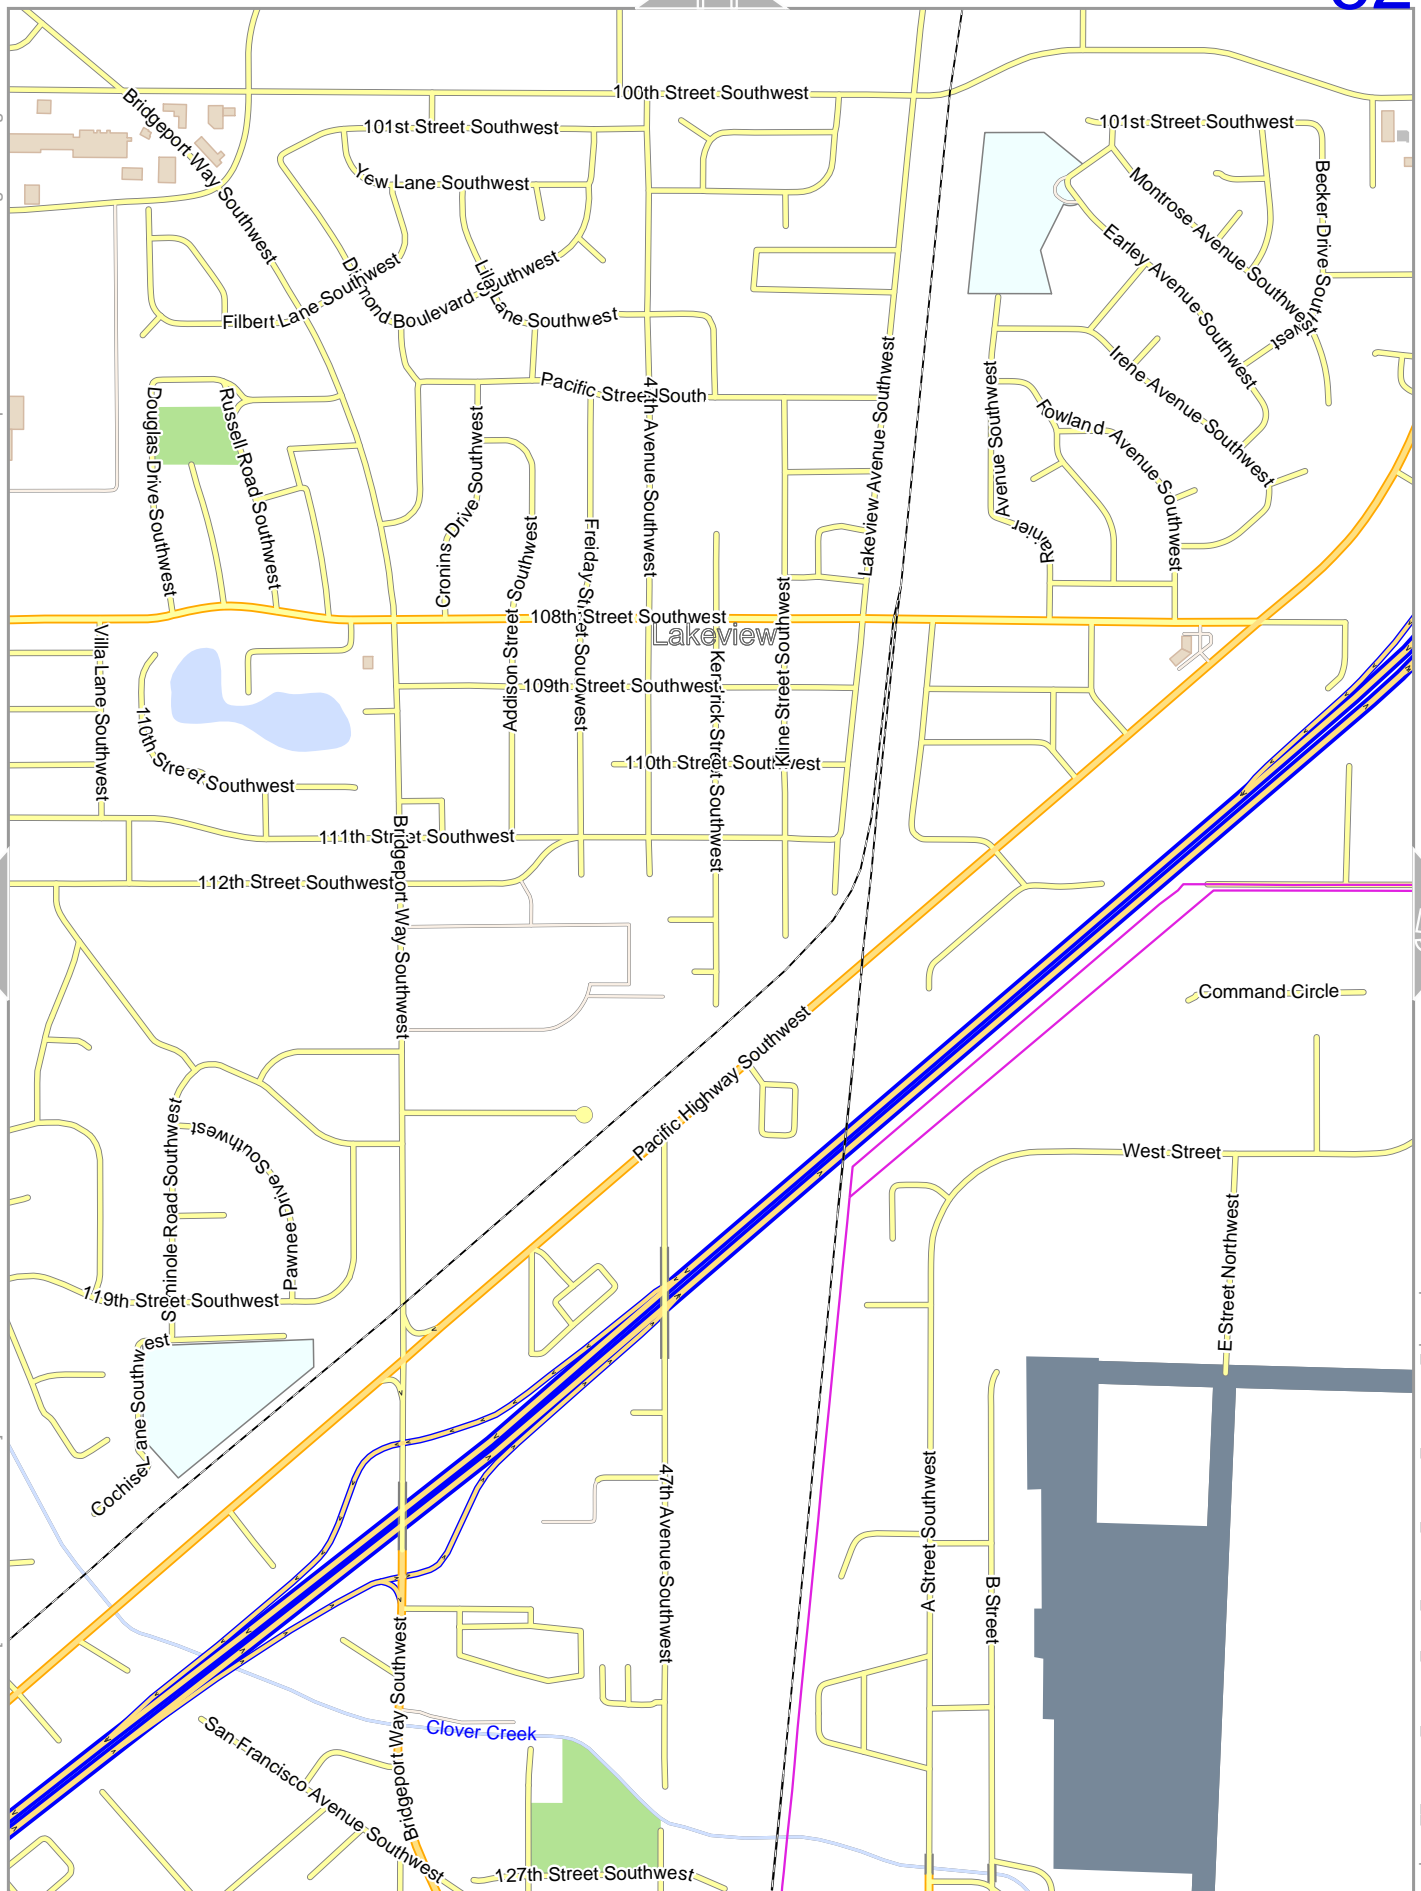 100th Street Southwest
Bridgeport Way Southwest
101st Street Southwest
101st Street Southwest
Yew Lane Southwest
Becker Drive Southwest
Montrose Avenue Southwest
Earley Avenue Southwest
Filbert Lane Southwest
Diamond Boulevard Southwest
Lila Lane Southwest
Irene Avenue Southwest
Lakeview Avenue Southwest
Pacific Street South
47th Avenue Southwest
Douglas Drive Southwest
Russell Road Southwest
Cronins Drive Southwest
Rainier Avenue Southwest
Rowland Avenue Southwest
Addison Street Southwest
Freiday Street Southwest
108th Street Southwest
Lakeview
Kline Street Southwest
Kendrick Street Southwest
Villa Lane Southwest
109th Street Southwest
110th Street Southwest
110th Street Southwest
111th Street Southwest
Bridgeport Way Southwest
112th Street Southwest
Command Circle
Pacific Highway Southwest
Seminole Road Southwest
Pawnee Drive Southwest
West Street
E Street Northwest
119th Street Southwest
Cochise Lane Southwest
47th Avenue Southwest
A Street Southwest
B Street
Bridgeport Way Southwest
Clover Creek
San Francisco Avenue Southwest
127th Street Southwest